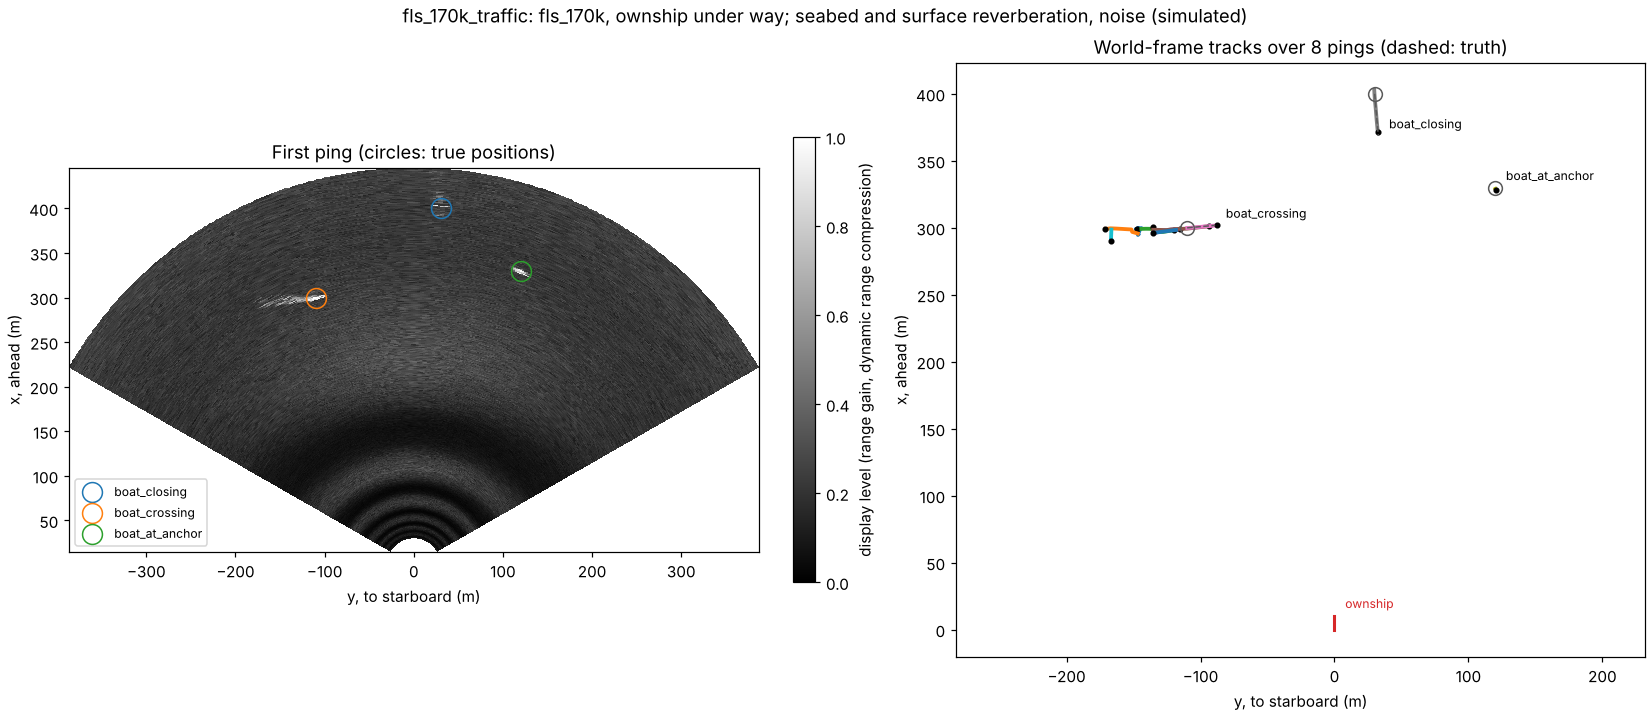 fls_170k_traffic: fls_170k, ownship under way; seabed and surface reverberation, noise (simulated)
First ping (circles: true positions)
400
350
300
250
200
150
100
50
x, ahead (m)
−300
−200
−100
0
100
200
300
y, to starboard (m)
boat_closing
boat_crossing
boat_at_anchor
1.0
0.8
0.6
0.4
0.2
0.0
display level (range gain, dynamic range compression)
World-frame tracks over 8 pings (dashed: truth)
400
350
300
250
200
150
100
50
0
x, ahead (m)
boat_closing
boat_at_anchor
boat_crossing
ownship
−200
−100
0
100
200
y, to starboard (m)